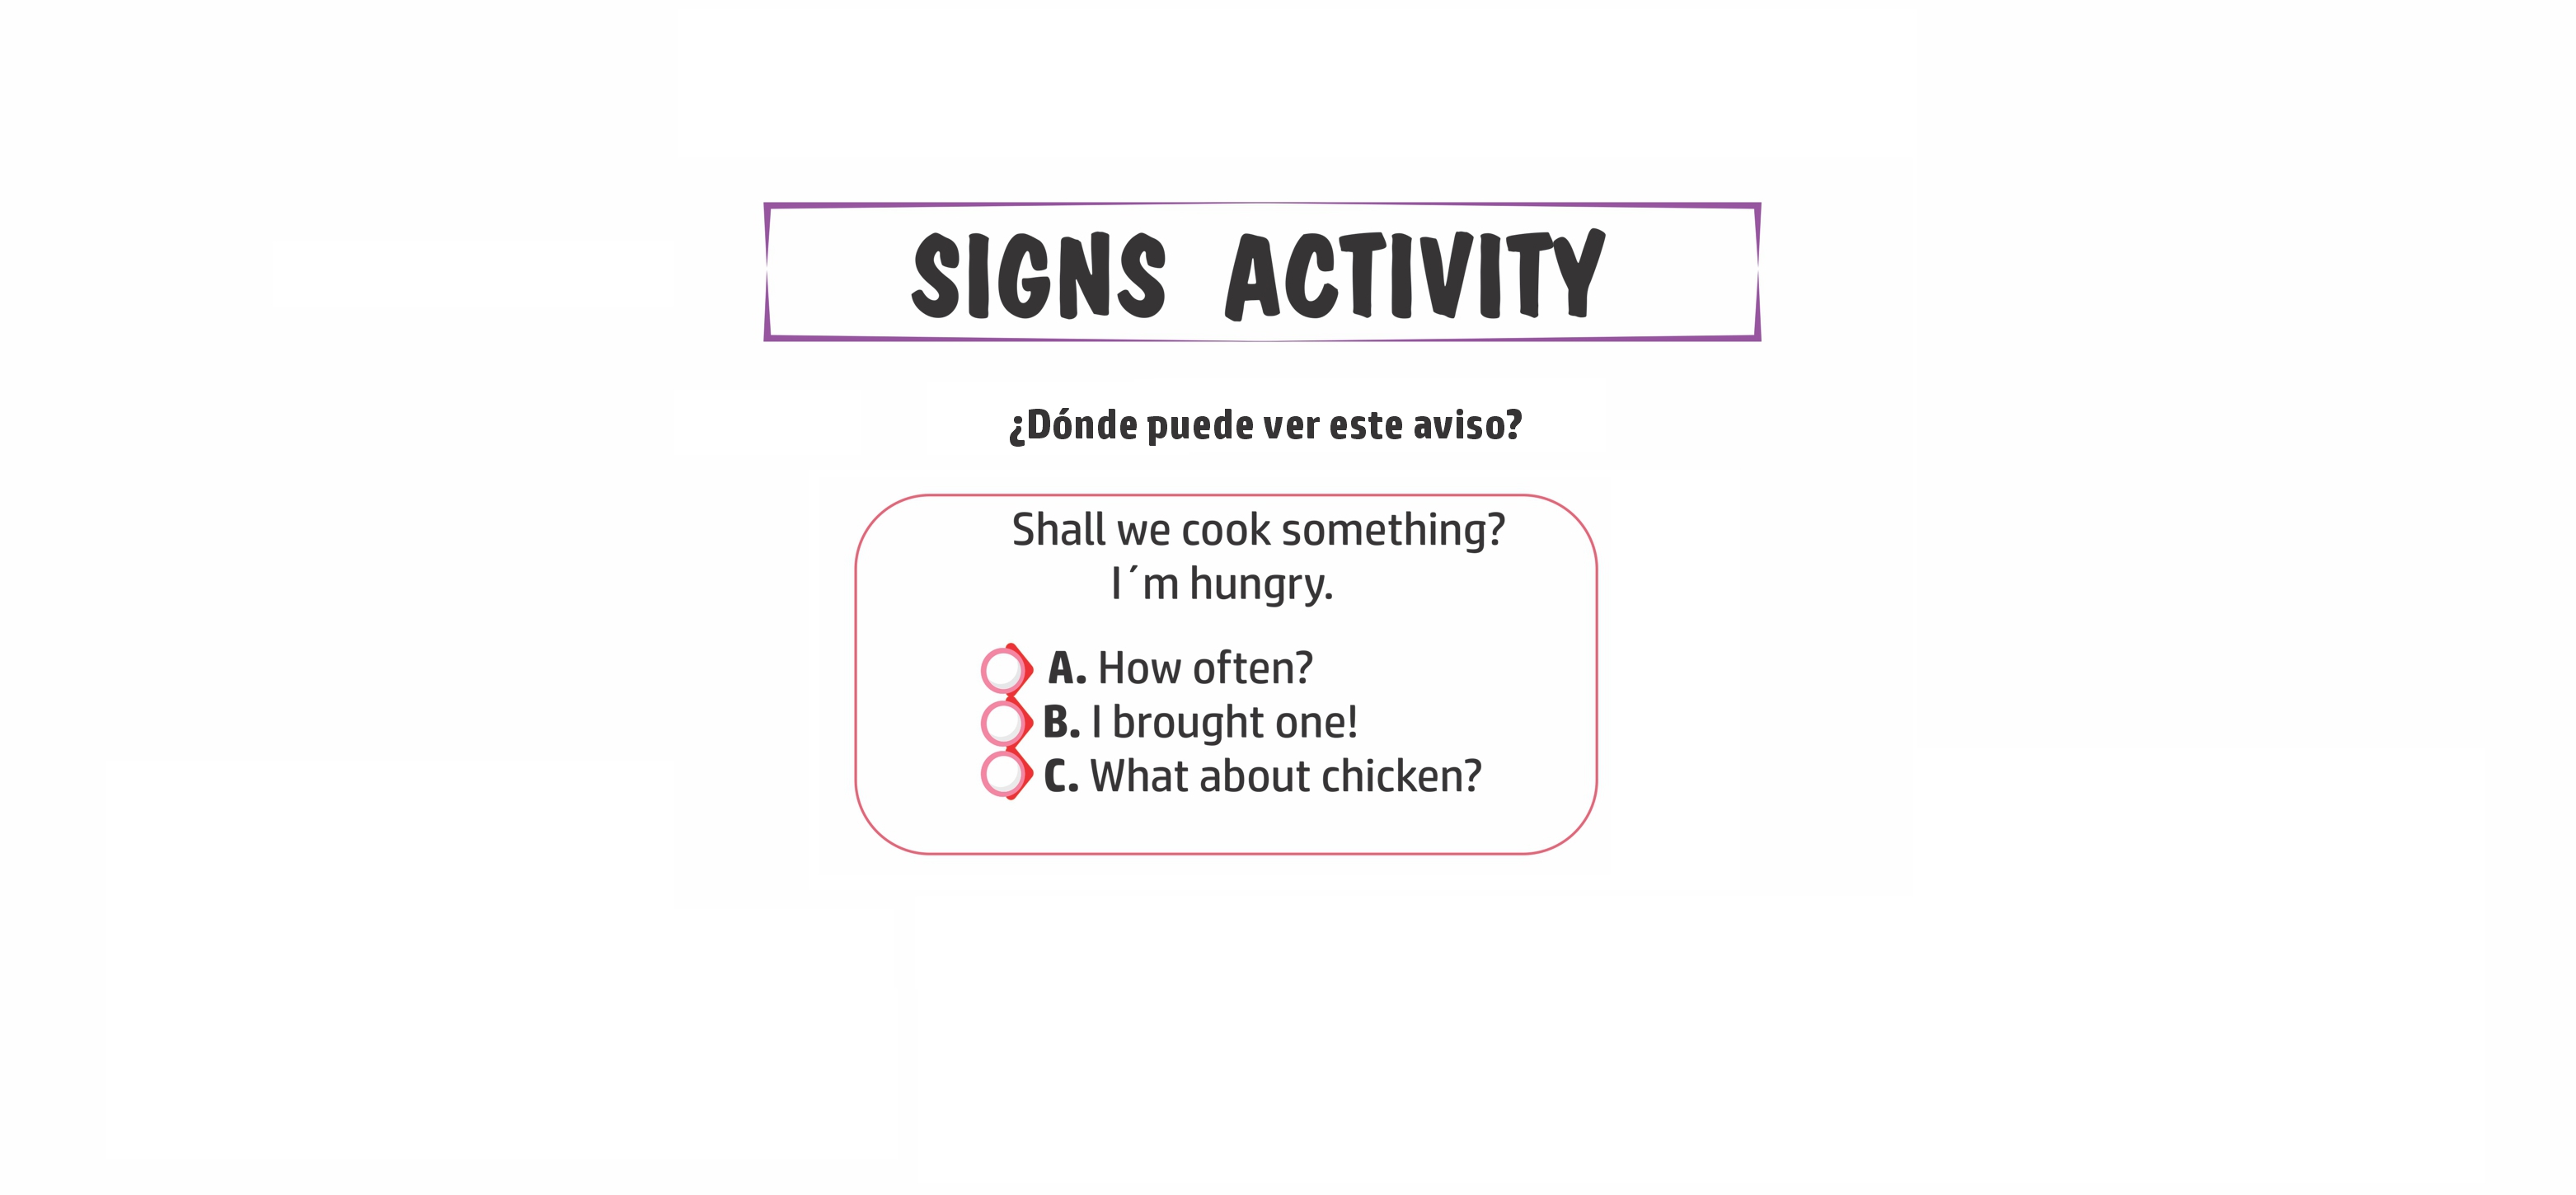 SIGNS ACTIVITY
¿Dónde puede ver este aviso?
Shall we cook something?
I´m hungry.
A. How often?
B. I brought one!
C. What about chicken?